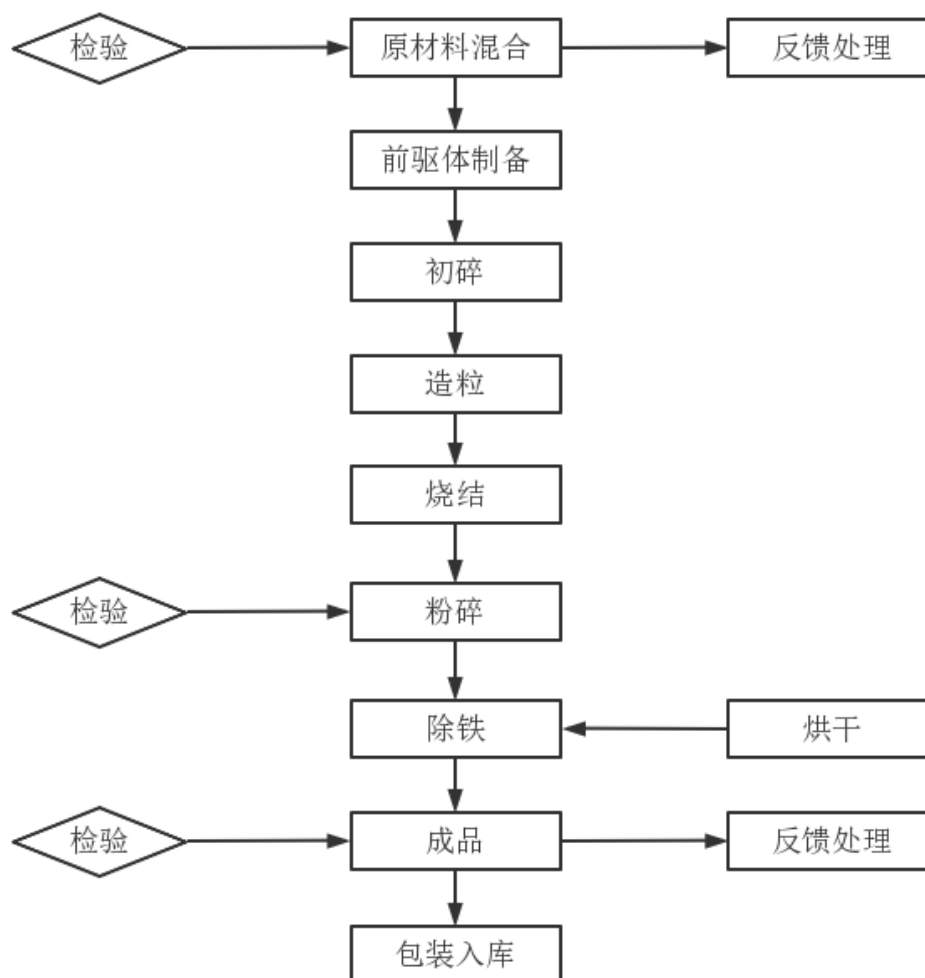 检验
原材料混合
反馈处理
前驱体制备
初碎
造粒
烧结
检验
粉碎
除铁
烘干
检验
成品
反馈处理
包装入库